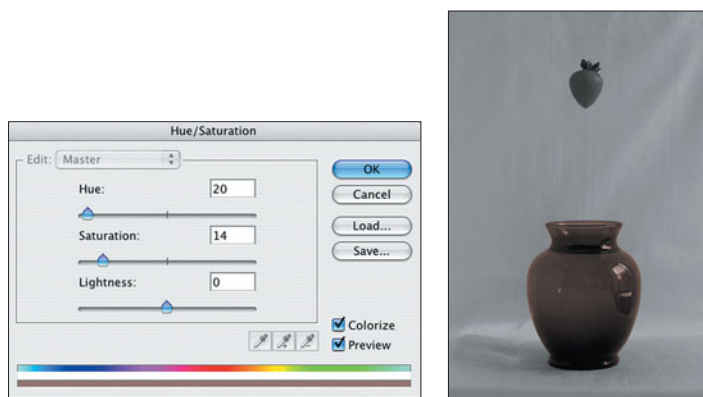 Hue/Saturation
Edit: Master
Hue: 20
Saturation: 14
Lightness: 0
OK
Cancel
Load...
Save...
Colorize
Preview